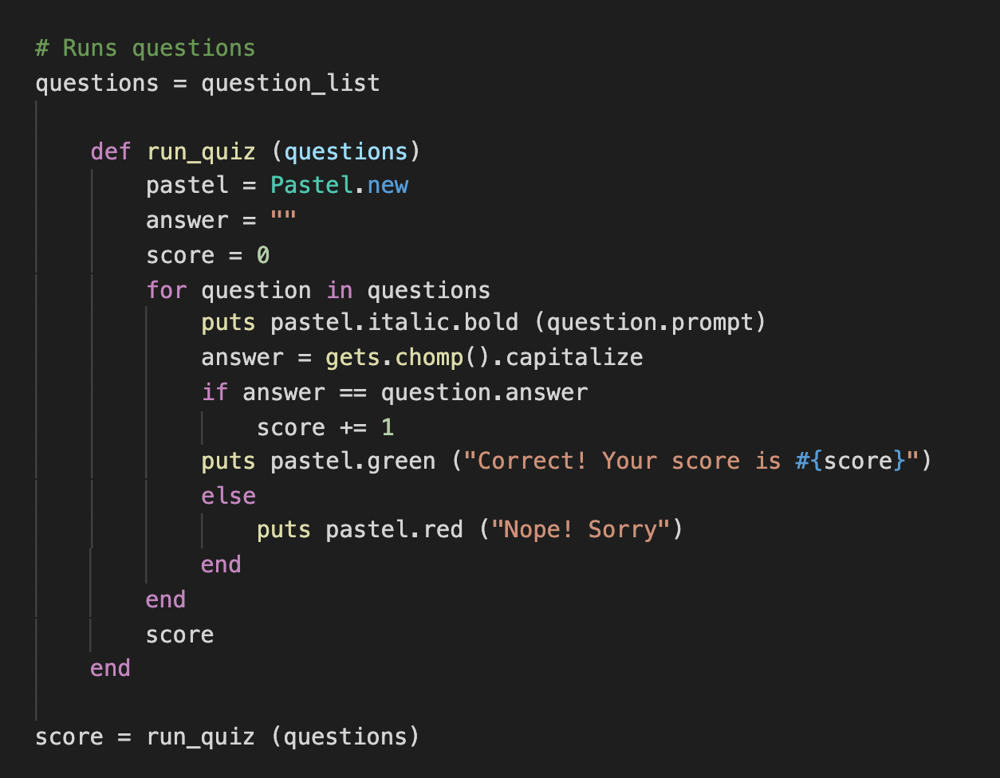 # Runs questions
questions = question_list
def run_quiz (questions)
pastel = Pastel.new
answer = ""
score = 0
for question in questions
puts pastel.italic.bold (question.prompt)
answer = gets.chomp().capitalize
if answer == question.answer
score += 1
puts pastel.green ("Correct! Your score is #{score}")
else
puts pastel.red ("Nope! Sorry")
end
end
score
end
score = run_quiz (questions)